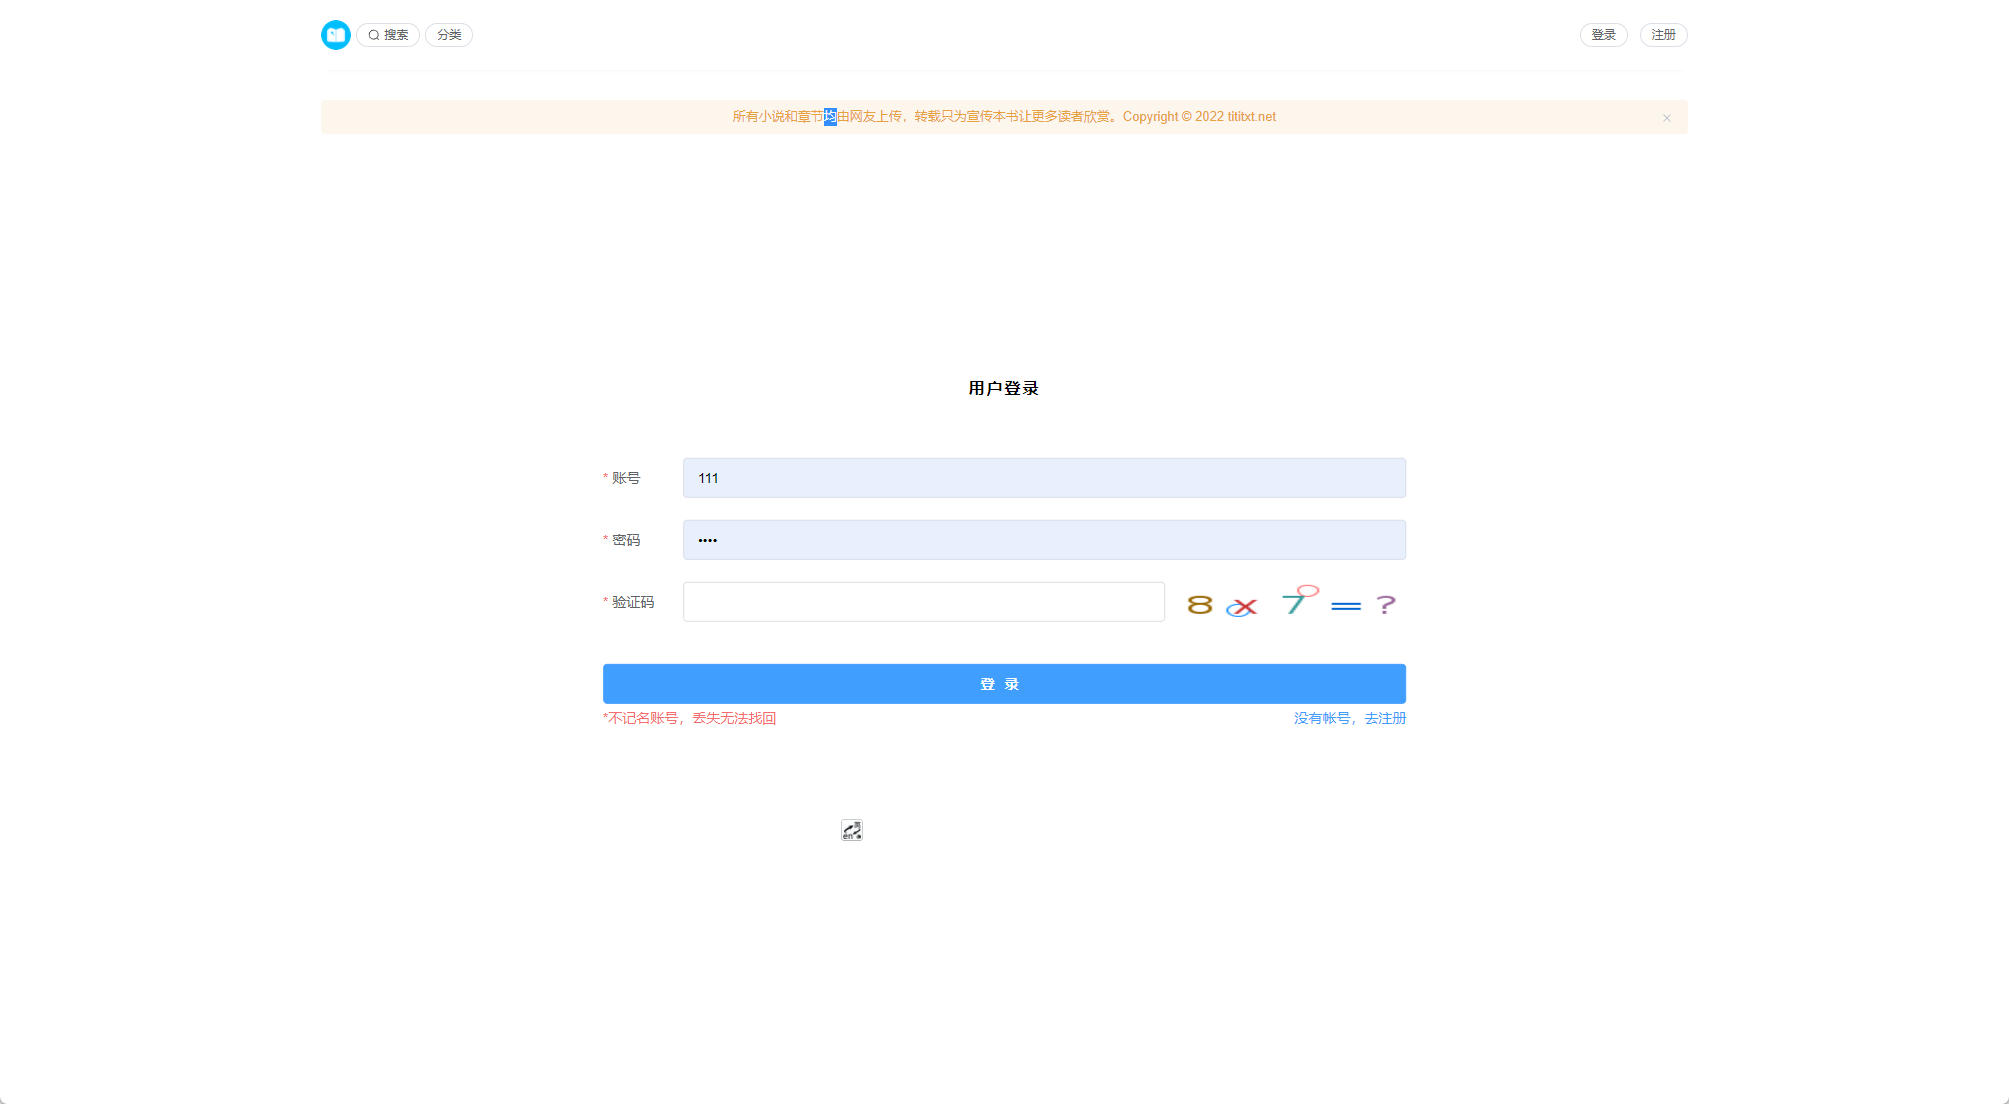 搜索 分类 登录 注册
所有小说和章节均由网友上传，转载只为宣传本书让更多读者欣赏。Copyright © 2022 tititxt.net
用户登录
* 账号 111
* 密码 ••••
* 验证码 8 x 7 = ?
登 录
*不记名账号，丢失无法找回 没有帐号，去注册
英
en